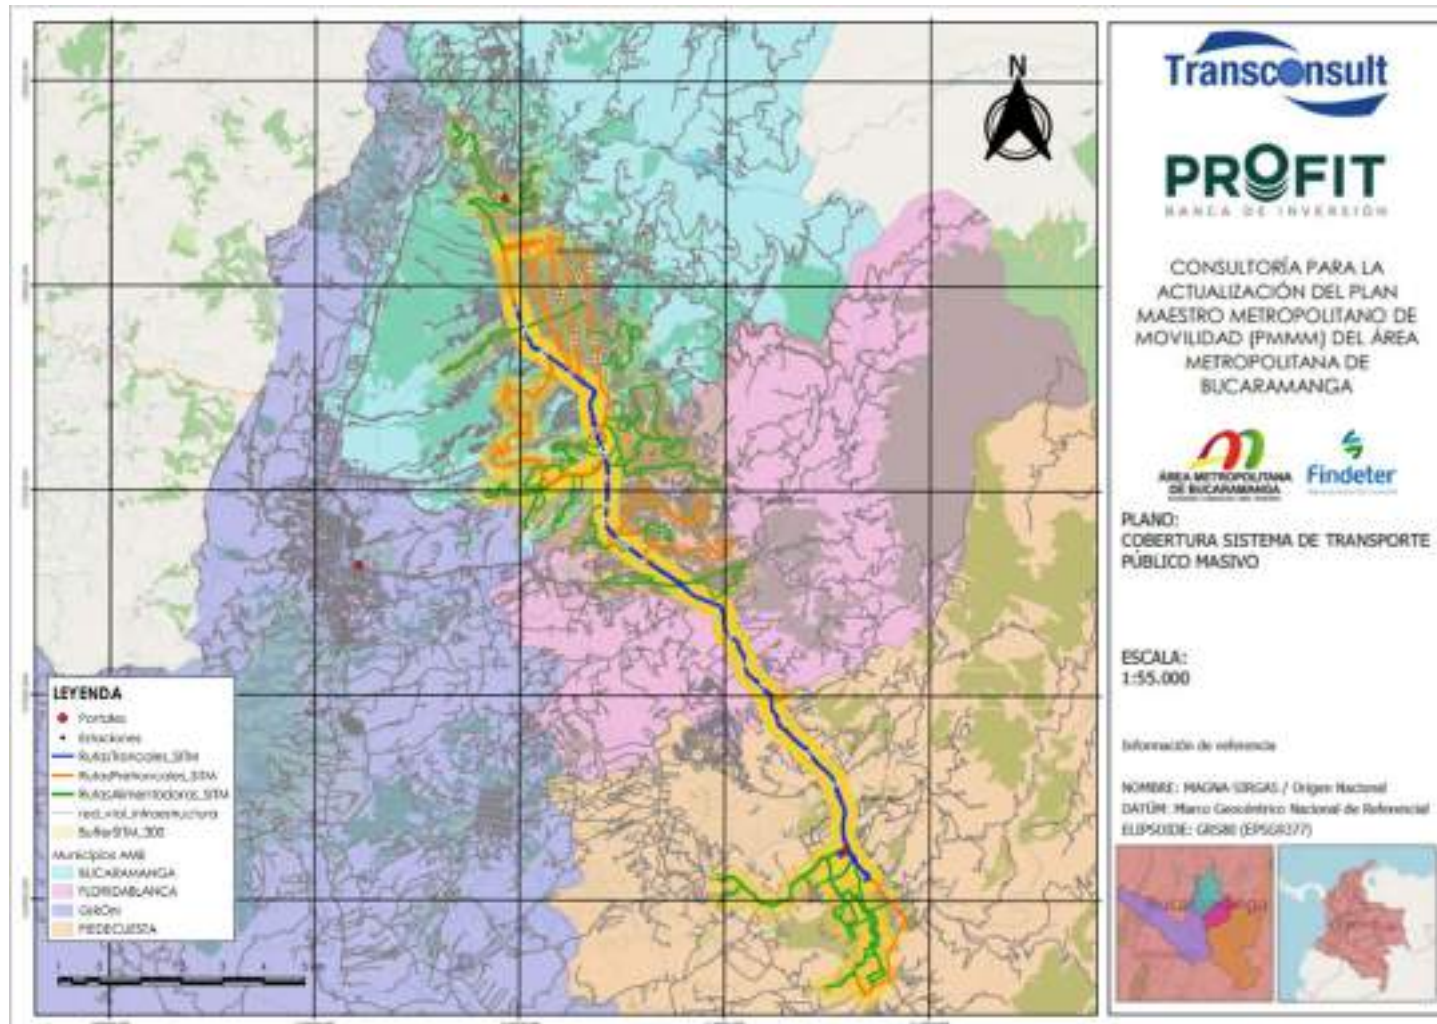 N
Transconsult
PROFIT
BANCA DE INVERSIÓN
CONSULTORÍA PARA LA
ACTUALIZACIÓN DEL PLAN
MAESTRO METROPOLITANO DE
MOVILIDAD (PMMM) DEL ÁREA
METROPOLITANA DE
BUCARAMANGA
ÁREA METROPOLITANA
DE BUCARAMANGA
Findeter
PLANO:
COBERTURA SISTEMA DE TRANSPORTE
PÚBLICO MASIVO
ESCALA:
1:55.000
Información de referencia
NOMBRE: MAGNA-SIRGAS / Origen Nacional
DATÚM: Marco Geocéntrico Nacional de Referencial
ELIPSOIDE: GRS80
LEYENDA
Portales
Estaciones
RutasTroncales_SITM
RutasPretroncales_SITM
RutasAlimentadoras_SITM
red_vial_infraestructura
BufferSITM_300
Municipios AMB
BUCARAMANGA
FLORIDABLANCA
GIRÓN
PIEDECUESTA